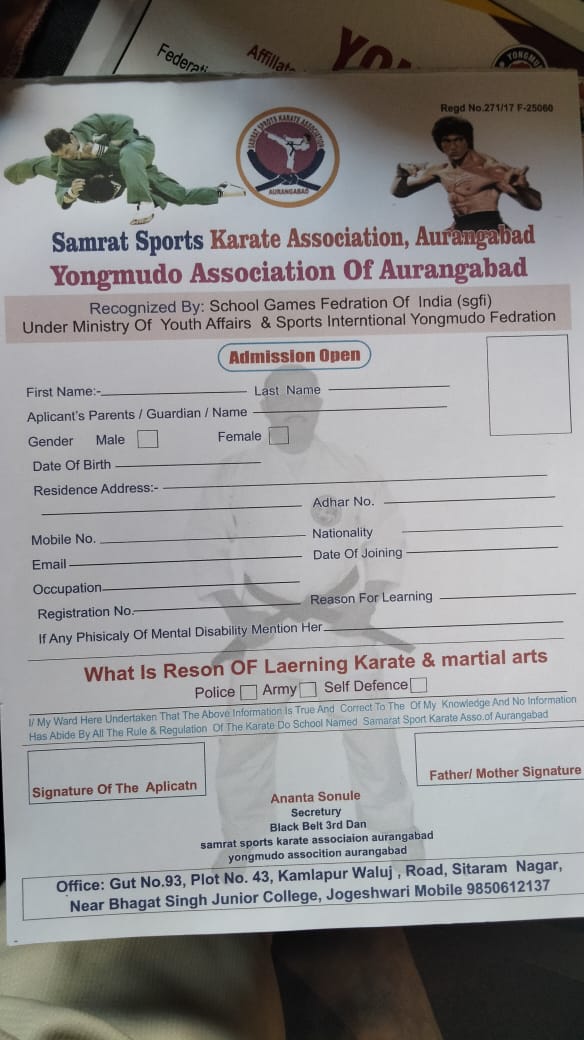 Federati
Affiliate
YO
YONGMU
Regd No.271/17 F-25060
SAMRAT SPORTS KARATE ASSOCIATION
AURANGABAD
Samrat Sports Karate Association, Aurangabad
Yongmudo Association Of Aurangabad
Recognized By: School Games Fedration Of India (sgfi)
Under Ministry Of Youth Affairs & Sports Interntional Yongmudo Fedration
Admission Open
First Name:- Last Name
Aplicant's Parents / Guardian / Name
Gender Male Female
Date Of Birth
Residence Address:-
Adhar No.
Mobile No. Nationality
Email Date Of Joining
Occupation
Registration No. Reason For Learning
If Any Phisicaly Of Mental Disability Mention Her
What Is Reson OF Laerning Karate & martial arts
Police Army Self Defence
I/ My Ward Here Undertaken That The Above Information Is True And Correct To The Of My Knowledge And No Information
Has Abide By All The Rule & Regulation Of The Karate Do School Named Samarat Sport Karate Asso.of Aurangabad
Signature Of The Aplicatn
Father/ Mother Signature
Ananta Sonule
Secretury
Black Belt 3rd Dan
samrat sports karate associaion aurangabad
yongmudo assocition aurangabad
Office: Gut No.93, Plot No. 43, Kamlapur Waluj , Road, Sitaram Nagar,
Near Bhagat Singh Junior College, Jogeshwari Mobile 9850612137